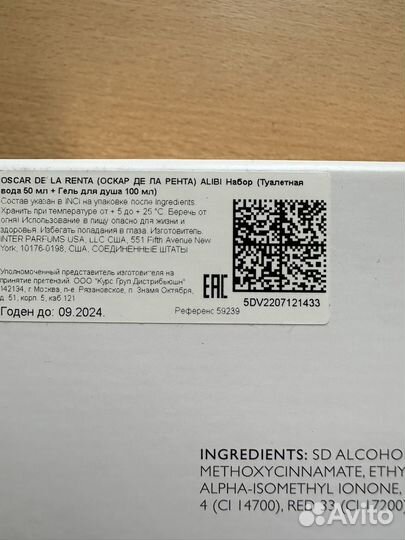 OSCAR DE LA RENTA (ОСКАР ДЕ ЛА РЕНТА) ALIBI Набор (Туалетная
вода 50 мл + Гель для душа 100 мл)
Состав указан в INCI на упаковке после Ingredients.
Хранить при температуре от + 5 до + 25 °C. Беречь от
огня! Использование в пищу опасно для жизни и
здоровья. Избегать попадания в глаза. Изготовитель:
INTER PARFUMS USA, LLC США, 551 Fifth Avenue New
York, 10176-0198, США, СОЕДИНЕННЫЕ ШТАТЫ
Уполномоченный представитель изготовителя на
принятие претензий: ООО "Курс Груп Дистрибьюшн"
142134, г Москва, п-е. Рязановское, п. Знамя Октября,
д. 51, корп. 5, каб 121
EAC
5DV2207121433
Годен до: 09.2024.
Референс 59239
INGREDIENTS: SD ALCOHO
METHOXYCINNAMATE, ETHY
ALPHA-ISOMETHYL IONONE,
4 (CI 14700), RED 33 (CI 17200)
Avito